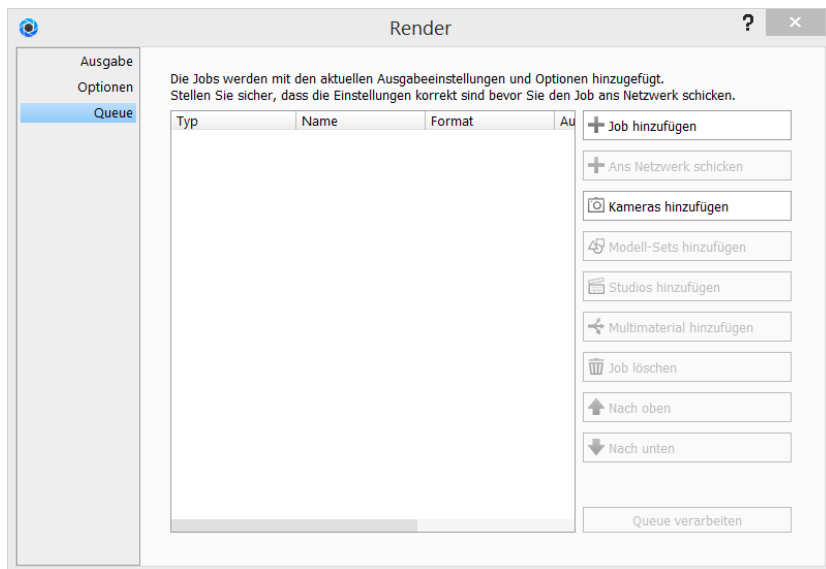 Render
?
Ausgabe
Optionen
Queue
Die Jobs werden mit den aktuellen Ausgabeeinstellungen und Optionen hinzugefügt.
Stellen Sie sicher, dass die Einstellungen korrekt sind bevor Sie den Job ans Netzwerk schicken.
Typ Name Format Au
Job hinzufügen
Ans Netzwerk schicken
Kameras hinzufügen
Modell-Sets hinzufügen
Studios hinzufügen
Multimaterial hinzufügen
Job löschen
Nach oben
Nach unten
Queue verarbeiten